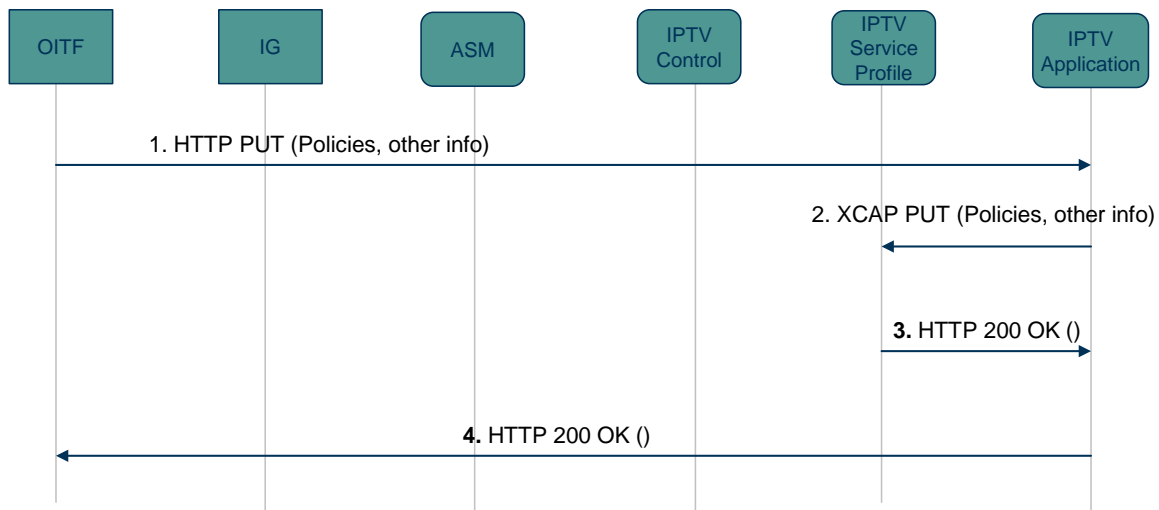 OITF
IG
ASM
IPTV
Control
IPTV
Service
Profile
IPTV
Application
1. HTTP PUT (Policies, other info)
2. XCAP PUT (Policies, other info)
3. HTTP 200 OK ()
4. HTTP 200 OK ()